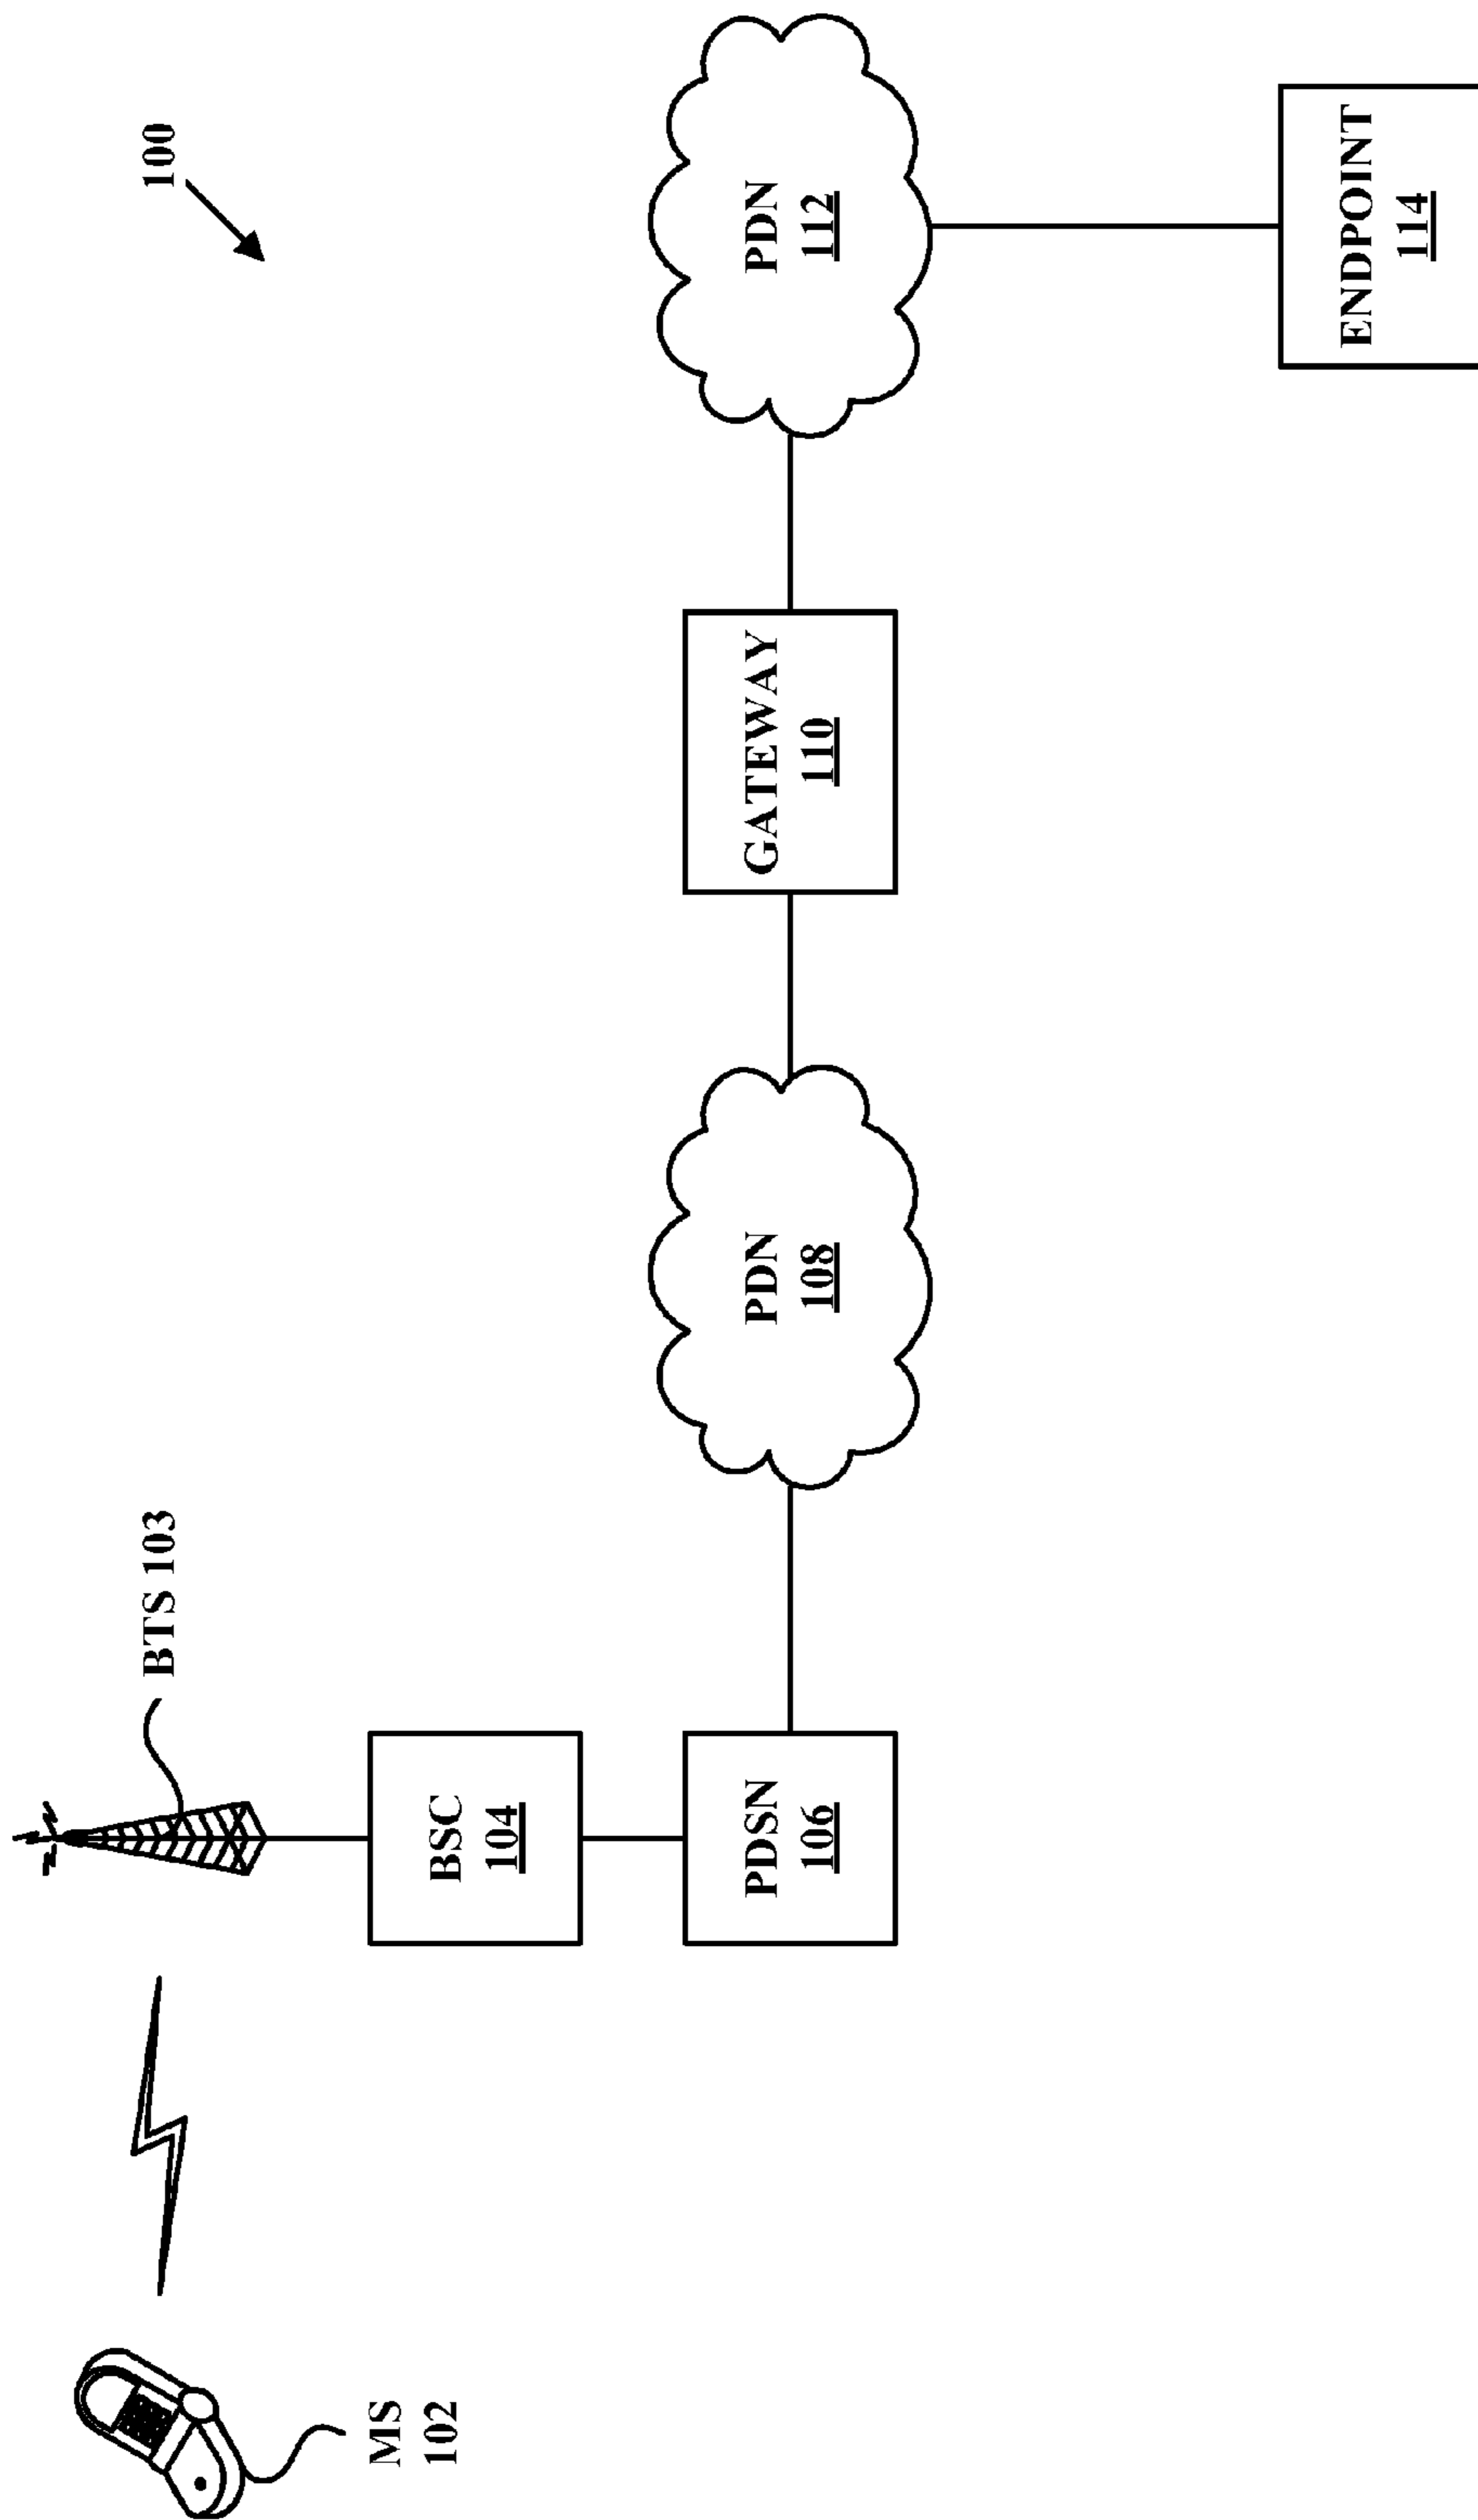 100
BTS 103
MS
102
BSC
104
PDSN
106
PDN
108
GATEWAY
110
PDN
112
ENDPOINT
114